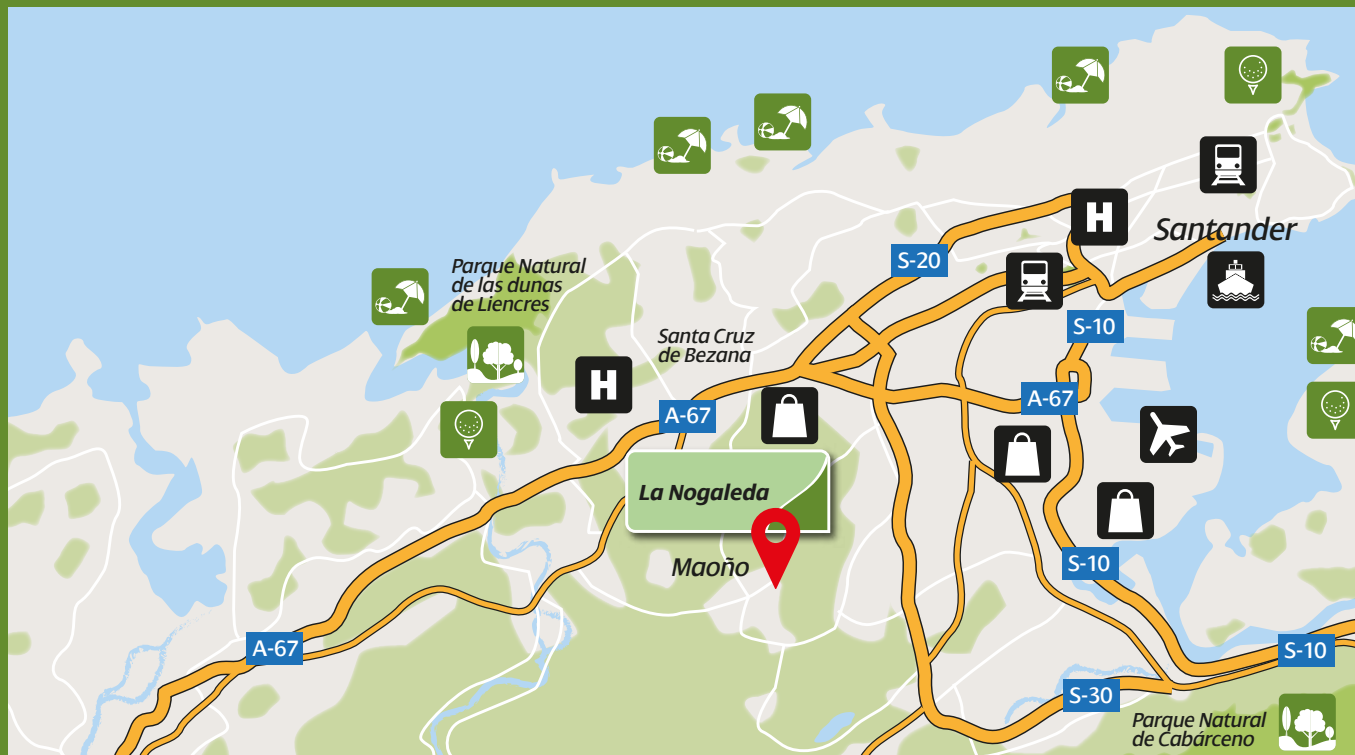 H
Santander
S-20
Parque Natural
de las dunas
de Liencres
S-10
Santa Cruz
de Bezana
H
A-67
A-67
La Nogaleda
Maoño
S-10
A-67
S-10
S-30
Parque Natural
de Cabárceno